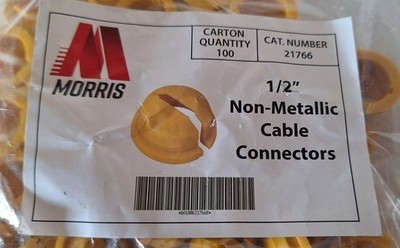 MORRIS
CARTON
QUANTITY
100
CAT. NUMBER
21766
1/2”
Non-Metallic
Cable
Connectors